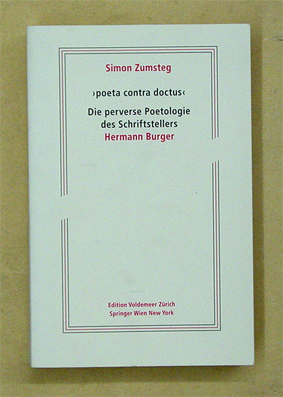 Simon Zumsteg
›poeta contra doctus‹
Die perverse Poetologie
des Schriftstellers
Hermann Burger
Edition Voldemeer Zürich
Springer Wien New York